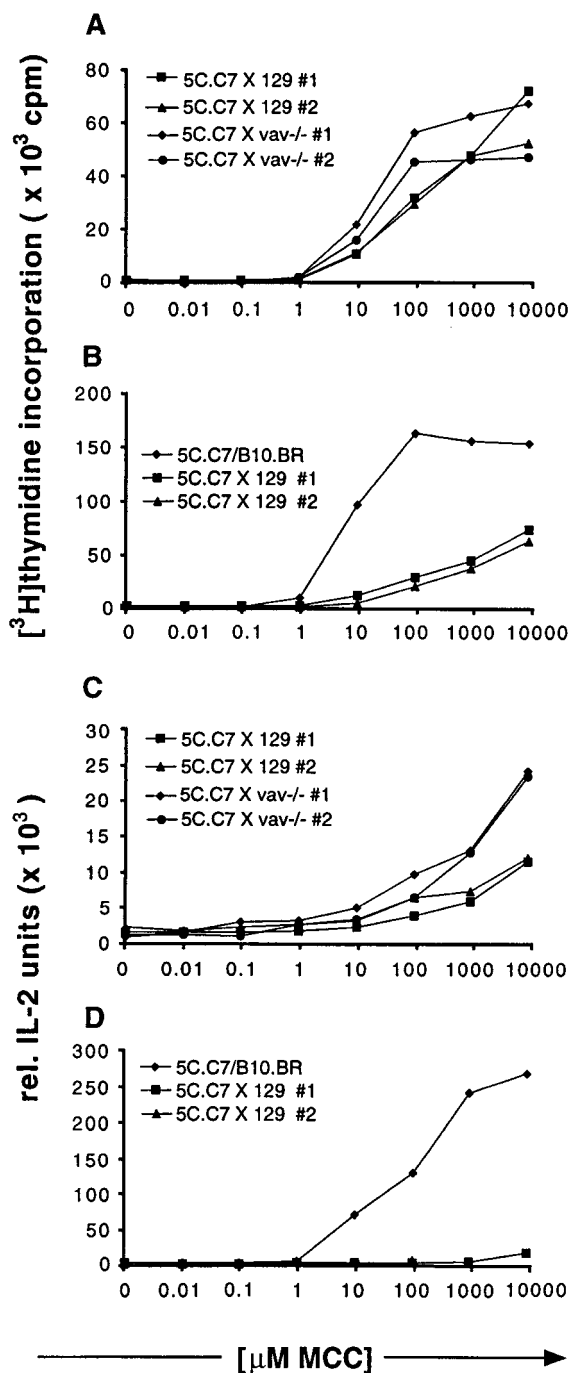 A
[³H]thymidine incorporation ( x 10³ cpm)
80
60
40
20
0
5C.C7 X 129 #1
5C.C7 X 129 #2
5C.C7 X vav-/- #1
5C.C7 X vav-/- #2
0 0.01 0.1 1 10 100 1000 10000
B
200
150
100
50
0
5C.C7/B10.BR
5C.C7 X 129 #1
5C.C7 X 129 #2
0 0.01 0.1 1 10 100 1000 10000
C
rel. IL-2 units (x 10³)
30
25
20
15
10
5
0
5C.C7 X 129 #1
5C.C7 X 129 #2
5C.C7 X vav-/- #1
5C.C7 X vav-/- #2
0 0.01 0.1 1 10 100 1000 10000
D
300
250
200
150
100
50
0
5C.C7/B10.BR
5C.C7 X 129 #1
5C.C7 X 129 #2
0 0.01 0.1 1 10 100 1000 10000
[μM MCC]